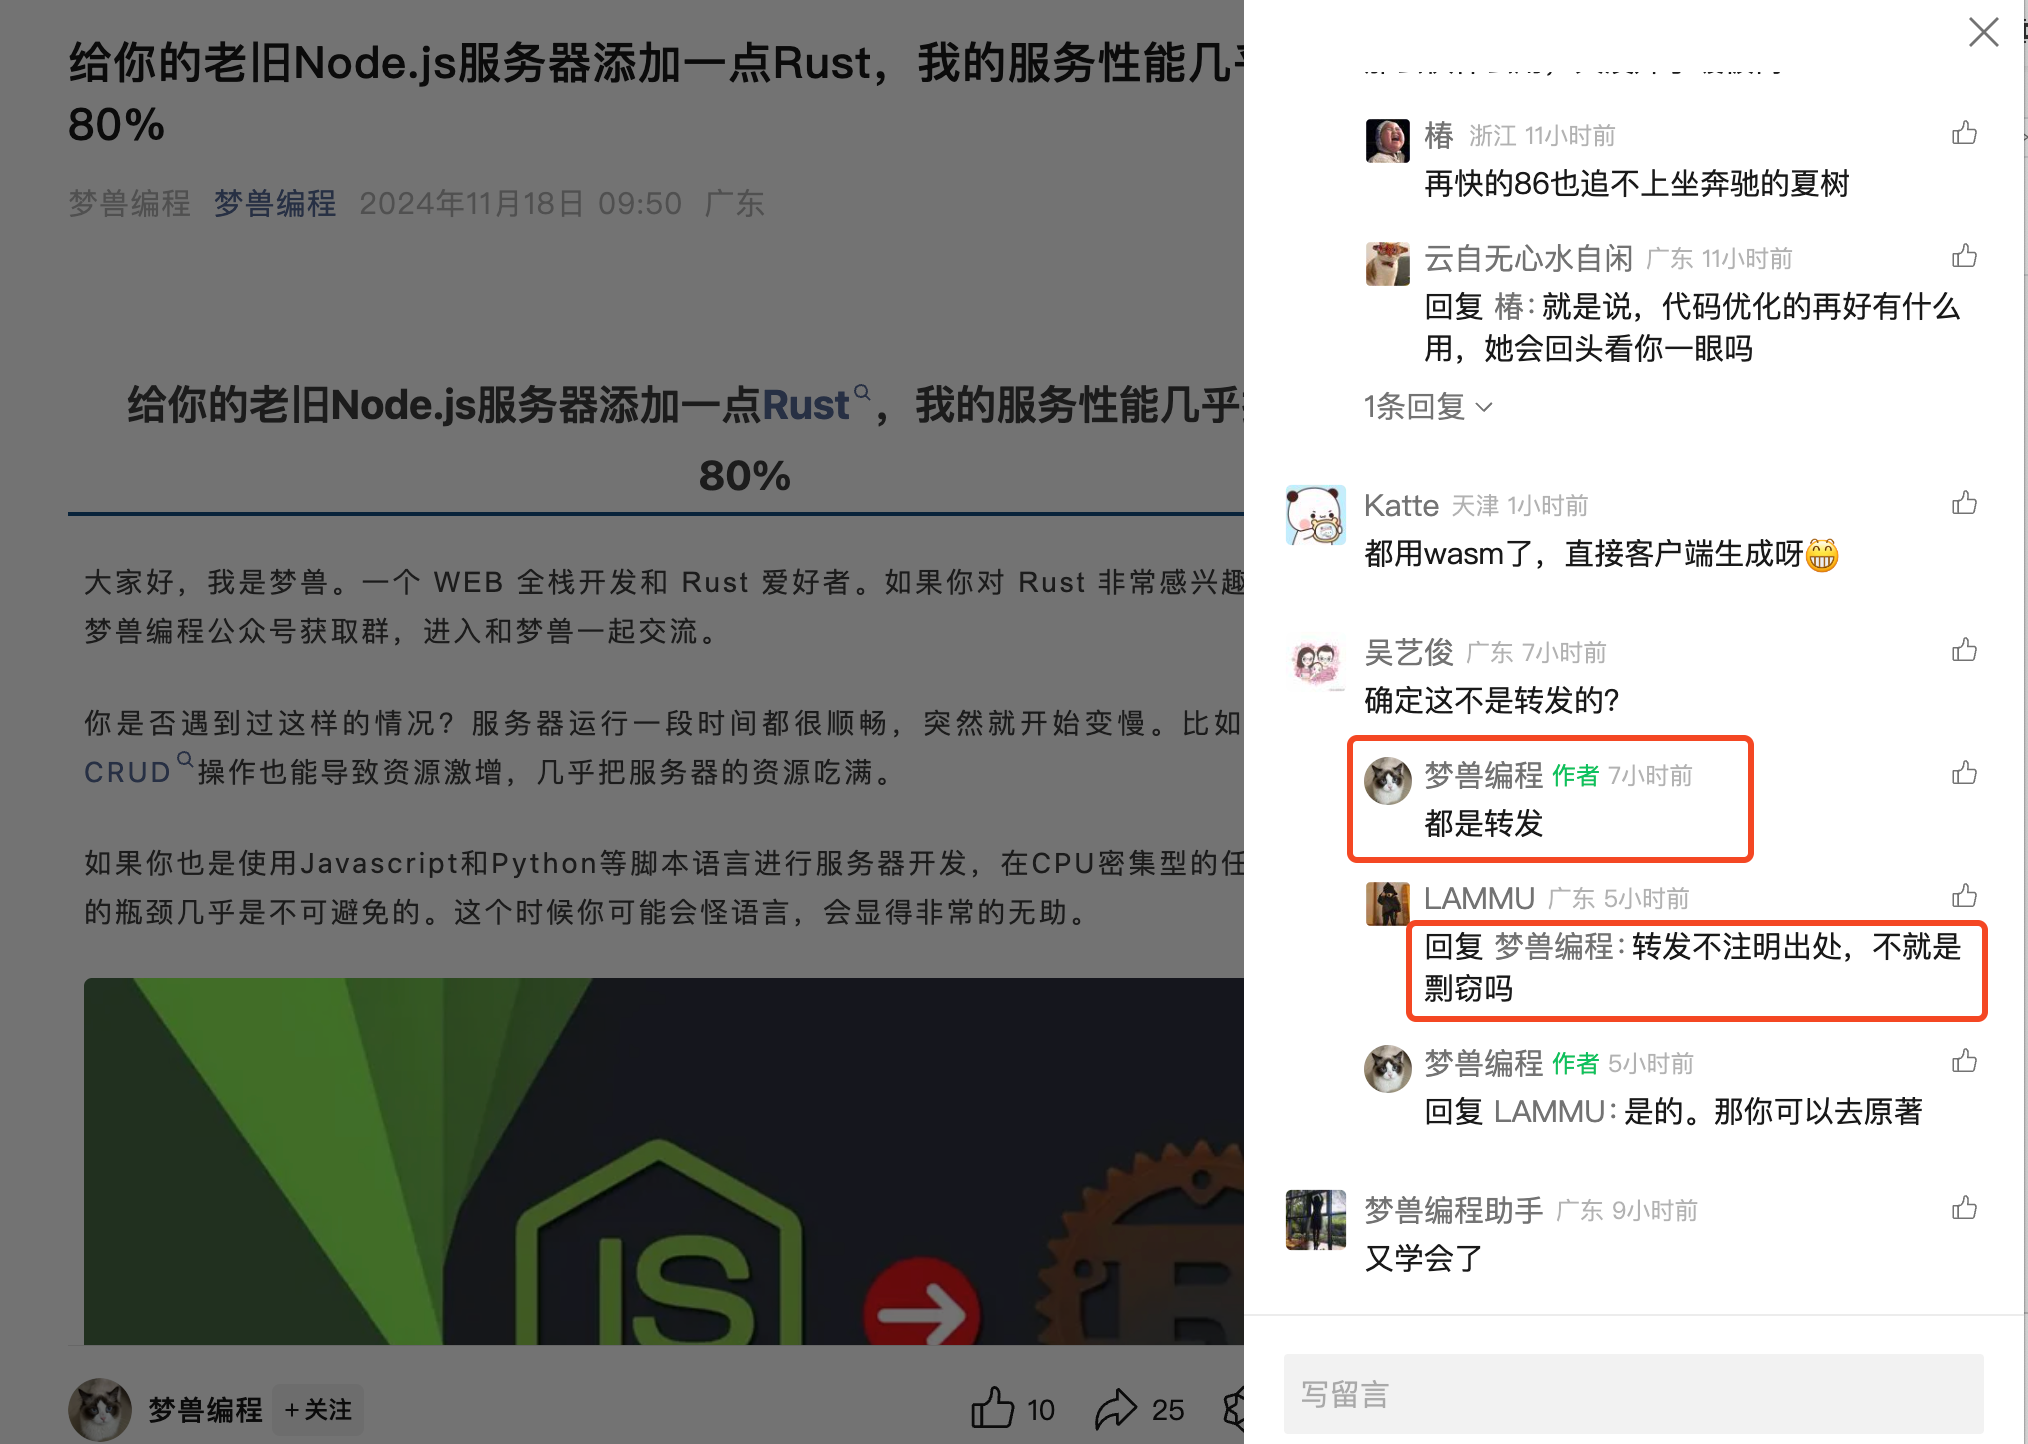 给你的老旧Node.js服务器添加一点Rust，我的服务性能几乎
80%
梦兽编程 梦兽编程 2024年11月18日 09:50 广东
给你的老旧Node.js服务器添加一点Rust，我的服务性能几乎
80%
大家好，我是梦兽。一个 WEB 全栈开发和 Rust 爱好者。如果你对 Rust 非常感兴趣
梦兽编程公众号获取群，进入和梦兽一起交流。
你是否遇到过这样的情况？服务器运行一段时间都很顺畅，突然就开始变慢。比如
CRUD操作也能导致资源激增，几乎把服务器的资源吃满。
如果你也是使用Javascript和Python等脚本语言进行服务器开发，在CPU密集型的任
的瓶颈几乎是不可避免的。这个时候你可能会怪语言，会显得非常的无助。
JS
梦兽编程 +关注
10 25
椿 浙江 11小时前
再快的86也追不上坐奔驰的夏树
云自无心水自闲 广东 11小时前
回复 椿：就是说，代码优化的再好有什么
用，她会回头看你一眼吗
1条回复
Katte 天津 1小时前
都用wasm了，直接客户端生成呀😁
吴艺俊 广东 7小时前
确定这不是转发的？
梦兽编程 作者 7小时前
都是转发
LAMMU 广东 5小时前
回复 梦兽编程：转发不注明出处，不就是
剽窃吗
梦兽编程 作者 5小时前
回复 LAMMU：是的。那你可以去原著
梦兽编程助手 广东 9小时前
又学会了
写留言